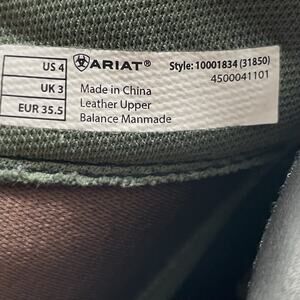 US 4
UK 3
EUR 35.5
ARIAT®
Style: 10001834 (31850)
4500041101
Made in China
Leather Upper
Balance Manmade